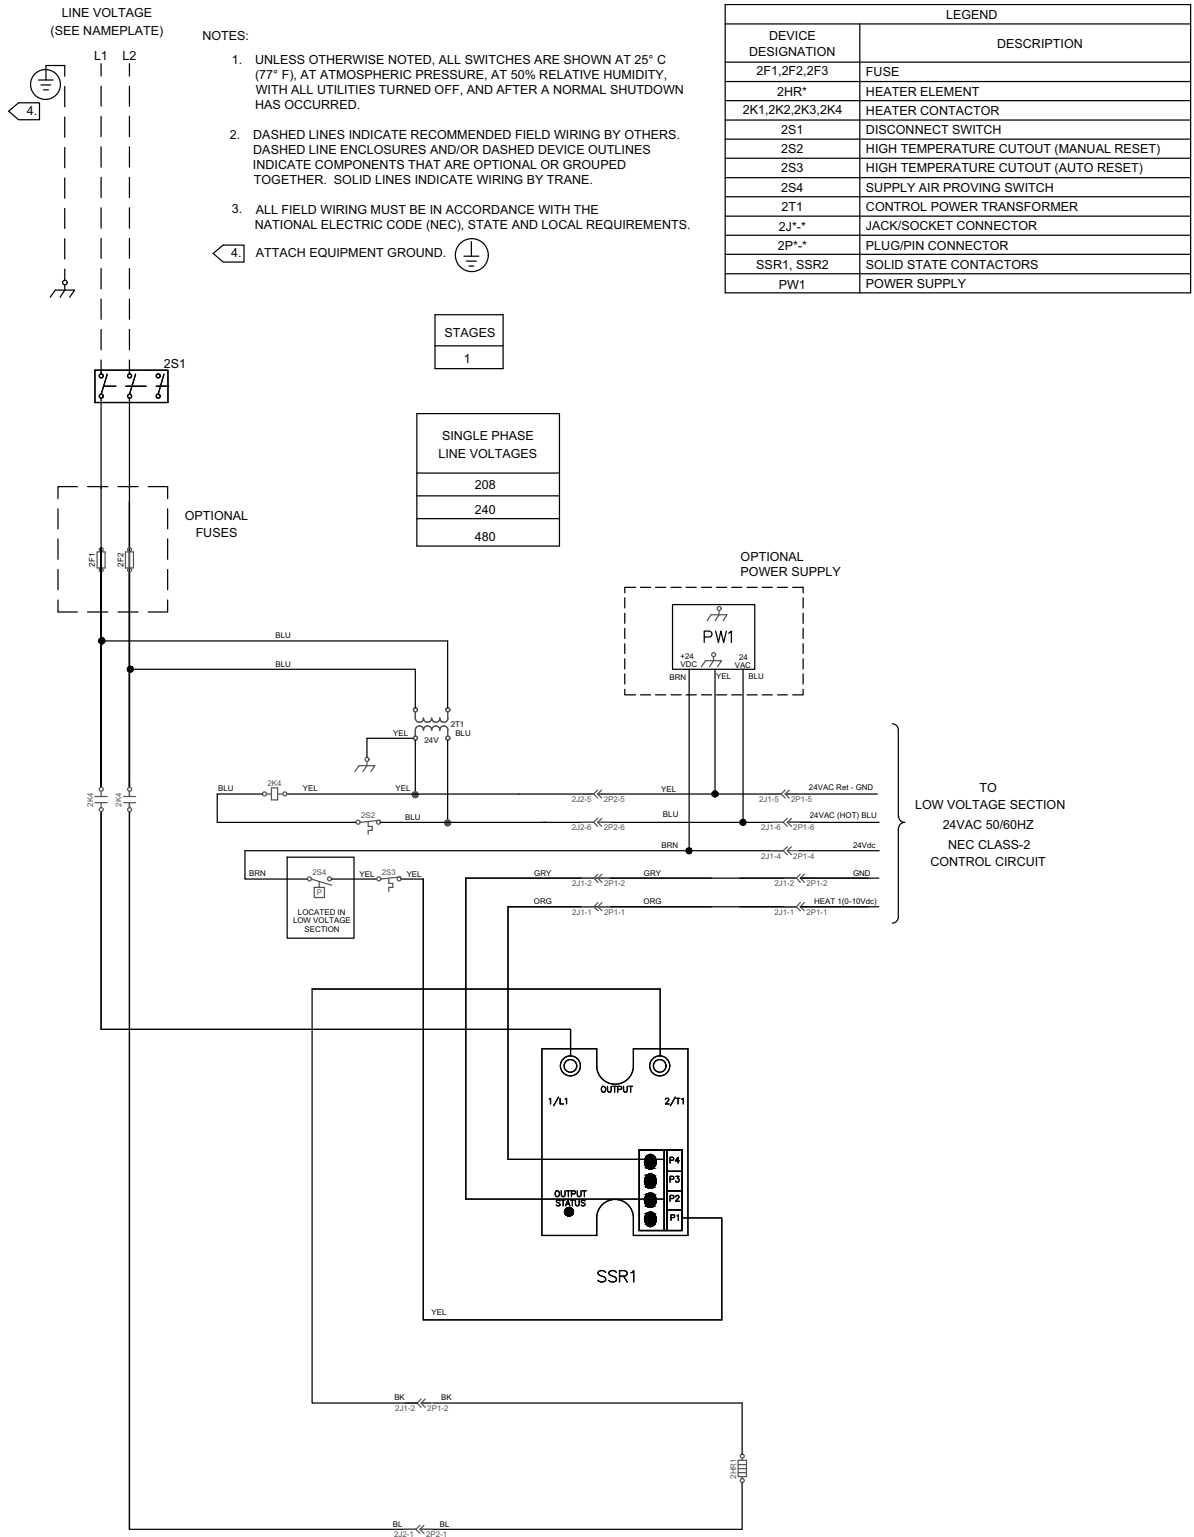 LINE VOLTAGE
(SEE NAMEPLATE)
L1 L2
4.
NOTES:
1. UNLESS OTHERWISE NOTED, ALL SWITCHES ARE SHOWN AT 25° C
(77° F), AT ATMOSPHERIC PRESSURE, AT 50% RELATIVE HUMIDITY,
WITH ALL UTILITIES TURNED OFF, AND AFTER A NORMAL SHUTDOWN
HAS OCCURRED.
2. DASHED LINES INDICATE RECOMMENDED FIELD WIRING BY OTHERS.
DASHED LINE ENCLOSURES AND/OR DASHED DEVICE OUTLINES
INDICATE COMPONENTS THAT ARE OPTIONAL OR GROUPED
TOGETHER. SOLID LINES INDICATE WIRING BY TRANE.
3. ALL FIELD WIRING MUST BE IN ACCORDANCE WITH THE
NATIONAL ELECTRIC CODE (NEC), STATE AND LOCAL REQUIREMENTS.
4. ATTACH EQUIPMENT GROUND.
LEGEND
DEVICE
DESIGNATION
DESCRIPTION
2F1,2F2,2F3 FUSE
2HR* HEATER ELEMENT
2K1,2K2,2K3,2K4 HEATER CONTACTOR
2S1 DISCONNECT SWITCH
2S2 HIGH TEMPERATURE CUTOUT (MANUAL RESET)
2S3 HIGH TEMPERATURE CUTOUT (AUTO RESET)
2S4 SUPPLY AIR PROVING SWITCH
2T1 CONTROL POWER TRANSFORMER
2J*-* JACK/SOCKET CONNECTOR
2P*-* PLUG/PIN CONNECTOR
SSR1, SSR2 SOLID STATE CONTACTORS
PW1 POWER SUPPLY
STAGES
1
2S1
SINGLE PHASE
LINE VOLTAGES
208
240
480
OPTIONAL
FUSES
2F1 2F2
OPTIONAL
POWER SUPPLY
PW1
+24
VDC
24
VAC
BRN YEL BLU
BLU
BLU
2T1
YEL 24V BLU
BLU 2K4 YEL YEL
2J2-5 2P2-5 YEL 2J1-5 2P1-5 24VAC Ret - GND
2K4 2K4
2S2 BLU
2J2-6 2P2-6 BLU 2J1-6 2P1-6 24VAC (HOT) BLU
BRN 2J1-4 2P1-4 24Vdc
BRN 2S4 YEL 2S3 YEL
P
LOCATED IN
LOW VOLTAGE
SECTION
GRY 2J1-2 2P1-2 GRY 2J1-2 2P1-2 GND
ORG 2J1-1 2P1-1 ORG 2J1-1 2P1-1 HEAT 1(0-10Vdc)
TO
LOW VOLTAGE SECTION
24VAC 50/60HZ
NEC CLASS-2
CONTROL CIRCUIT
OUTPUT
1/L1 2/T1
P4
P3
P2
P1
OUTPUT
STATUS
SSR1
YEL
BK BK
2J1-2 2P1-2
2HR1
BL BL
2J2-1 2P2-1